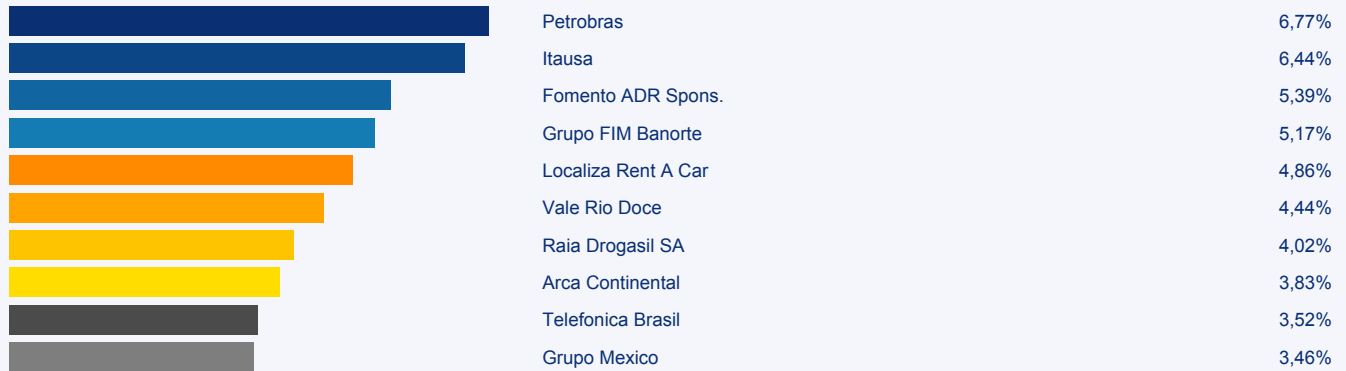 Petrobras 6,77%
Itausa 6,44%
Fomento ADR Spons. 5,39%
Grupo FIM Banorte 5,17%
Localiza Rent A Car 4,86%
Vale Rio Doce 4,44%
Raia Drogasil SA 4,02%
Arca Continental 3,83%
Telefonica Brasil 3,52%
Grupo Mexico 3,46%